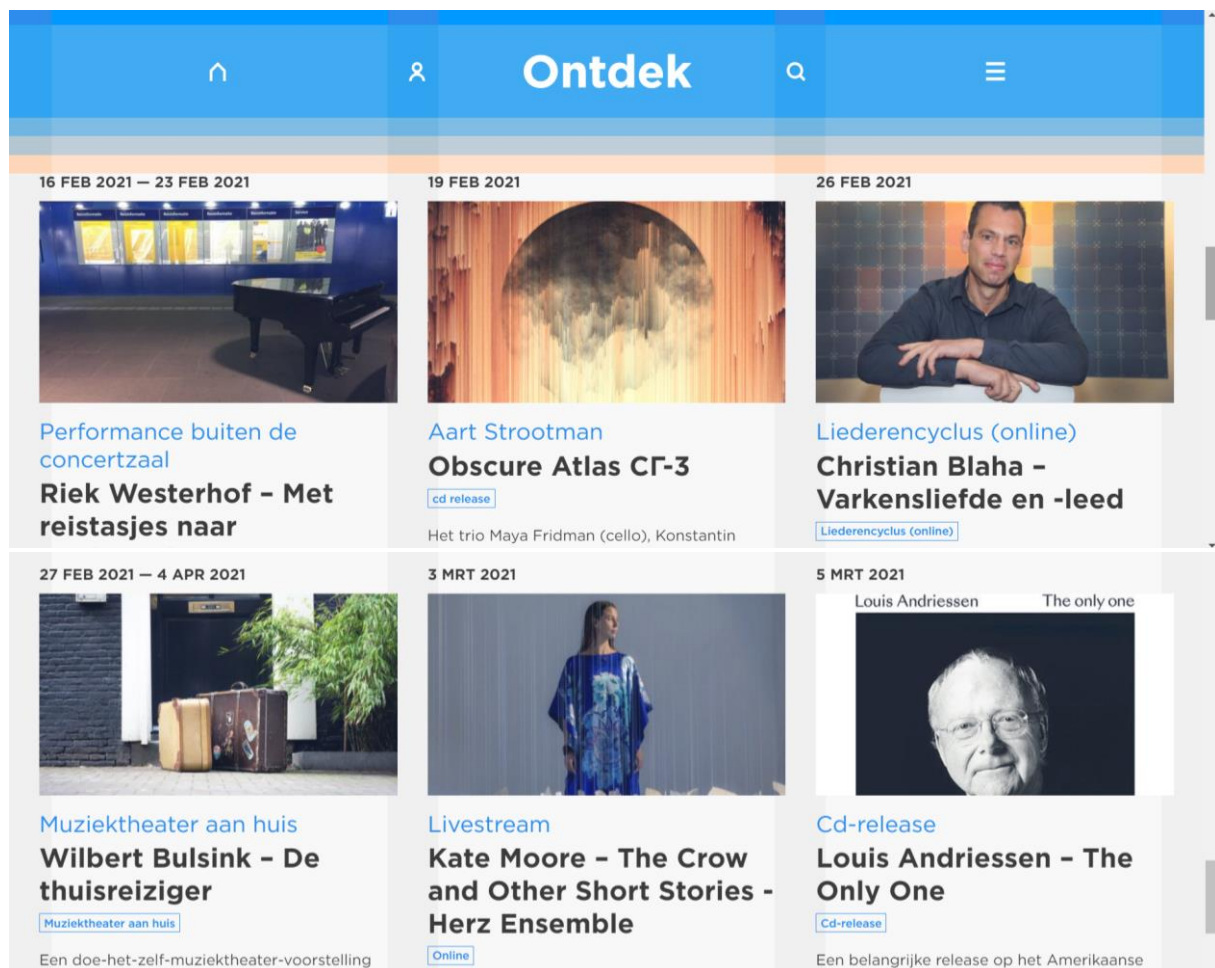 Ontdek
16 FEB 2021 — 23 FEB 2021
Performance buiten de
concertzaal
Riek Westerhof – Met
reistasjes naar
19 FEB 2021
Aart Strootman
Obscure Atlas СГ-3
cd release
Het trio Maya Fridman (cello), Konstantin
26 FEB 2021
Liederencyclus (online)
Christian Blaha –
Varkensliefde en -leed
Liederencyclus (online)
27 FEB 2021 — 4 APR 2021
Muziektheater aan huis
Wilbert Bulsink – De
thuisreiziger
Muziektheater aan huis
Een doe-het-zelf-muziektheater-voorstelling
3 MRT 2021
Livestream
Kate Moore – The Crow
and Other Short Stories -
Herz Ensemble
Online
5 MRT 2021
Louis Andriessen The only one
Cd-release
Louis Andriessen – The
Only One
Cd-release
Een belangrijke release op het Amerikaanse